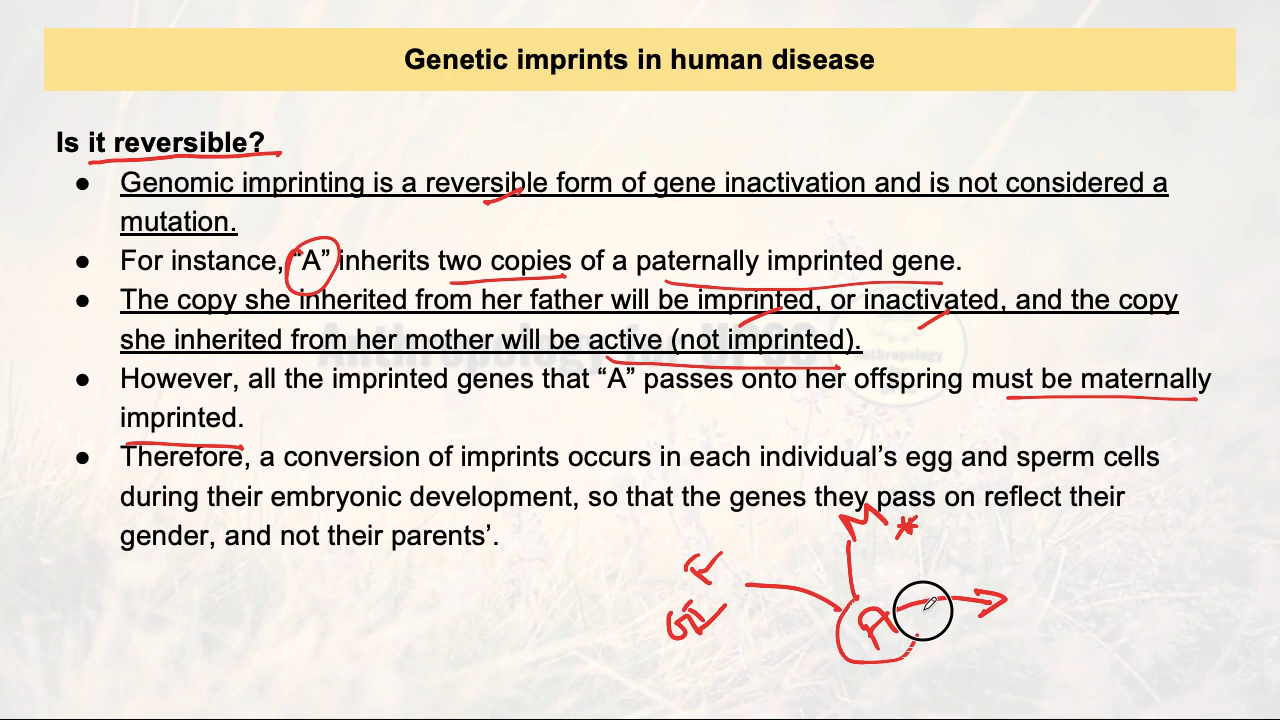 Genetic imprints in human disease
Is it reversible?
● Genomic imprinting is a reversible form of gene inactivation and is not considered a
mutation.
● For instance, “A” inherits two copies of a paternally imprinted gene.
● The copy she inherited from her father will be imprinted, or inactivated, and the copy
she inherited from her mother will be active (not imprinted).
● However, all the imprinted genes that “A” passes onto her offspring must be maternally
imprinted.
● Therefore, a conversion of imprints occurs in each individual’s egg and sperm cells
during their embryonic development, so that the genes they pass on reflect their
gender, and not their parents’.
M *
F
GI
A
Anthropology for UPSC
Anthropology